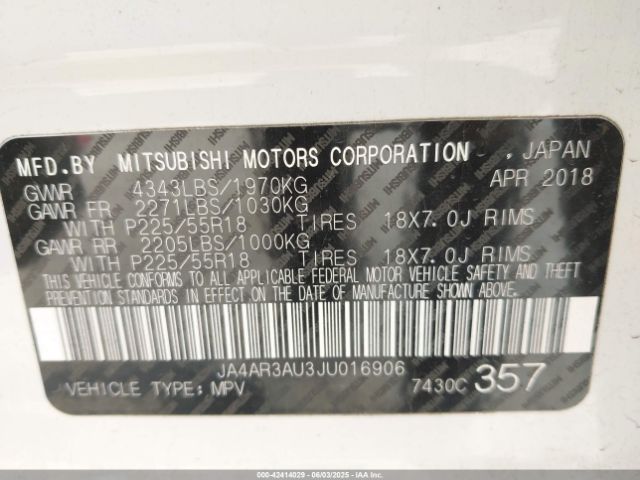 MFD.BY MITSUBISHI MOTORS CORPORATION , JAPAN
GVWR 4343LBS/1970KG APR 2018
GAWR FR 2271LBS/1030KG
WITH P225/55R18 TIRES 18X7.0J RIMS
GAWR RR 2205LBS/1000KG
WITH P225/55R18 TIRES 18X7.0J RIMS
THIS VEHICLE CONFORMS TO ALL APPLICABLE FEDERAL MOTOR VEHICLE SAFETY AND THEFT
PREVENTION STANDARDS IN EFFECT ON THE DATE OF MANUFACTURE SHOWN ABOVE.
JA4AR3AU3JU016906
VEHICLE TYPE: MPV 7430C 357
000-42414029 - 06/03/2025 - IAAI.com